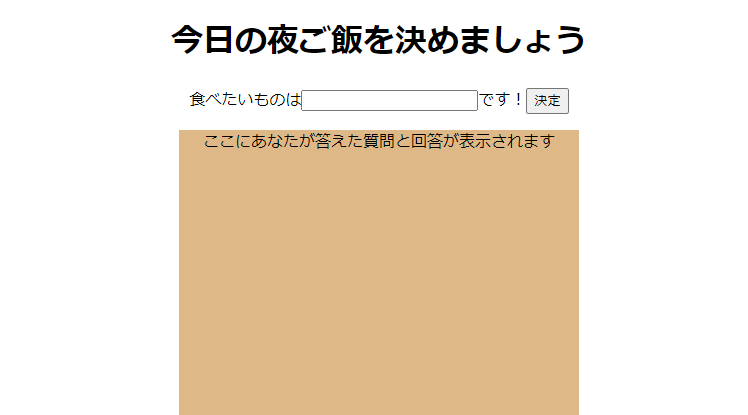 今日の夜ご飯を決めましょう
食べたいものはです！決定
ここにあなたが答えた質問と回答が表示されます